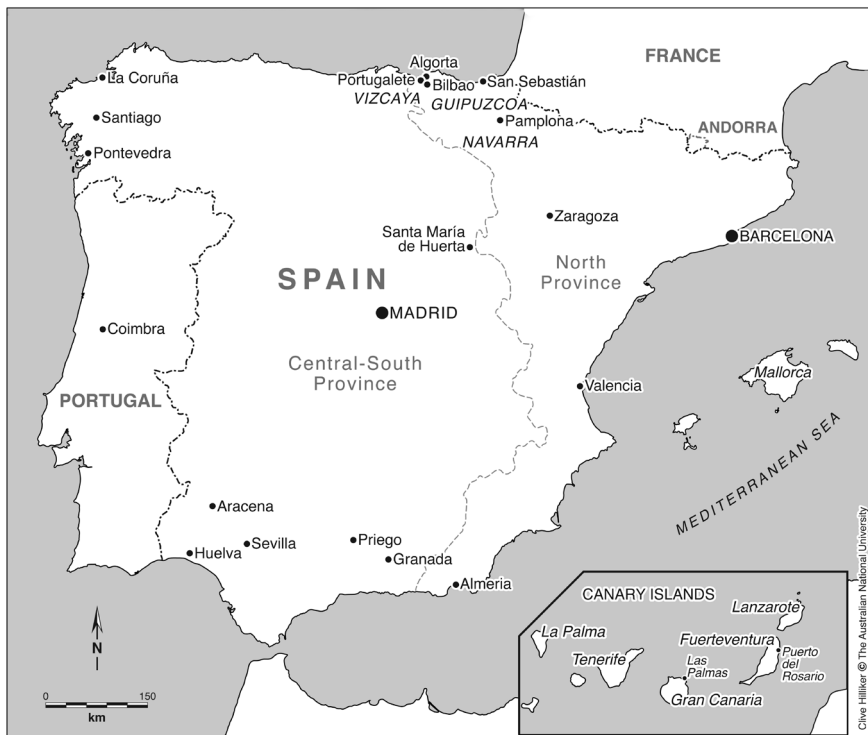 FRANCE
Algorta
La Coruña
Portugalete
Bilbao
San Sebastián
VIZCAYA
GUIPUZCOA
Santiago
Pamplona
ANDORRA
NAVARRA
Pontevedra
Zaragoza
Santa María
de Huerta
BARCELONA
North
Province
SPAIN
MADRID
Coimbra
Central-South
Province
Mallorca
Valencia
PORTUGAL
MEDITERRANEAN SEA
Aracena
Priego
Sevilla
Huelva
Granada
Almeria
CANARY ISLANDS
Lanzarote
La Palma
Fuerteventura
Tenerife
Las
Palmas
Puerto
del
Rosario
Gran Canaria
N
0 150
km
Clive Hilliker © The Australian National University